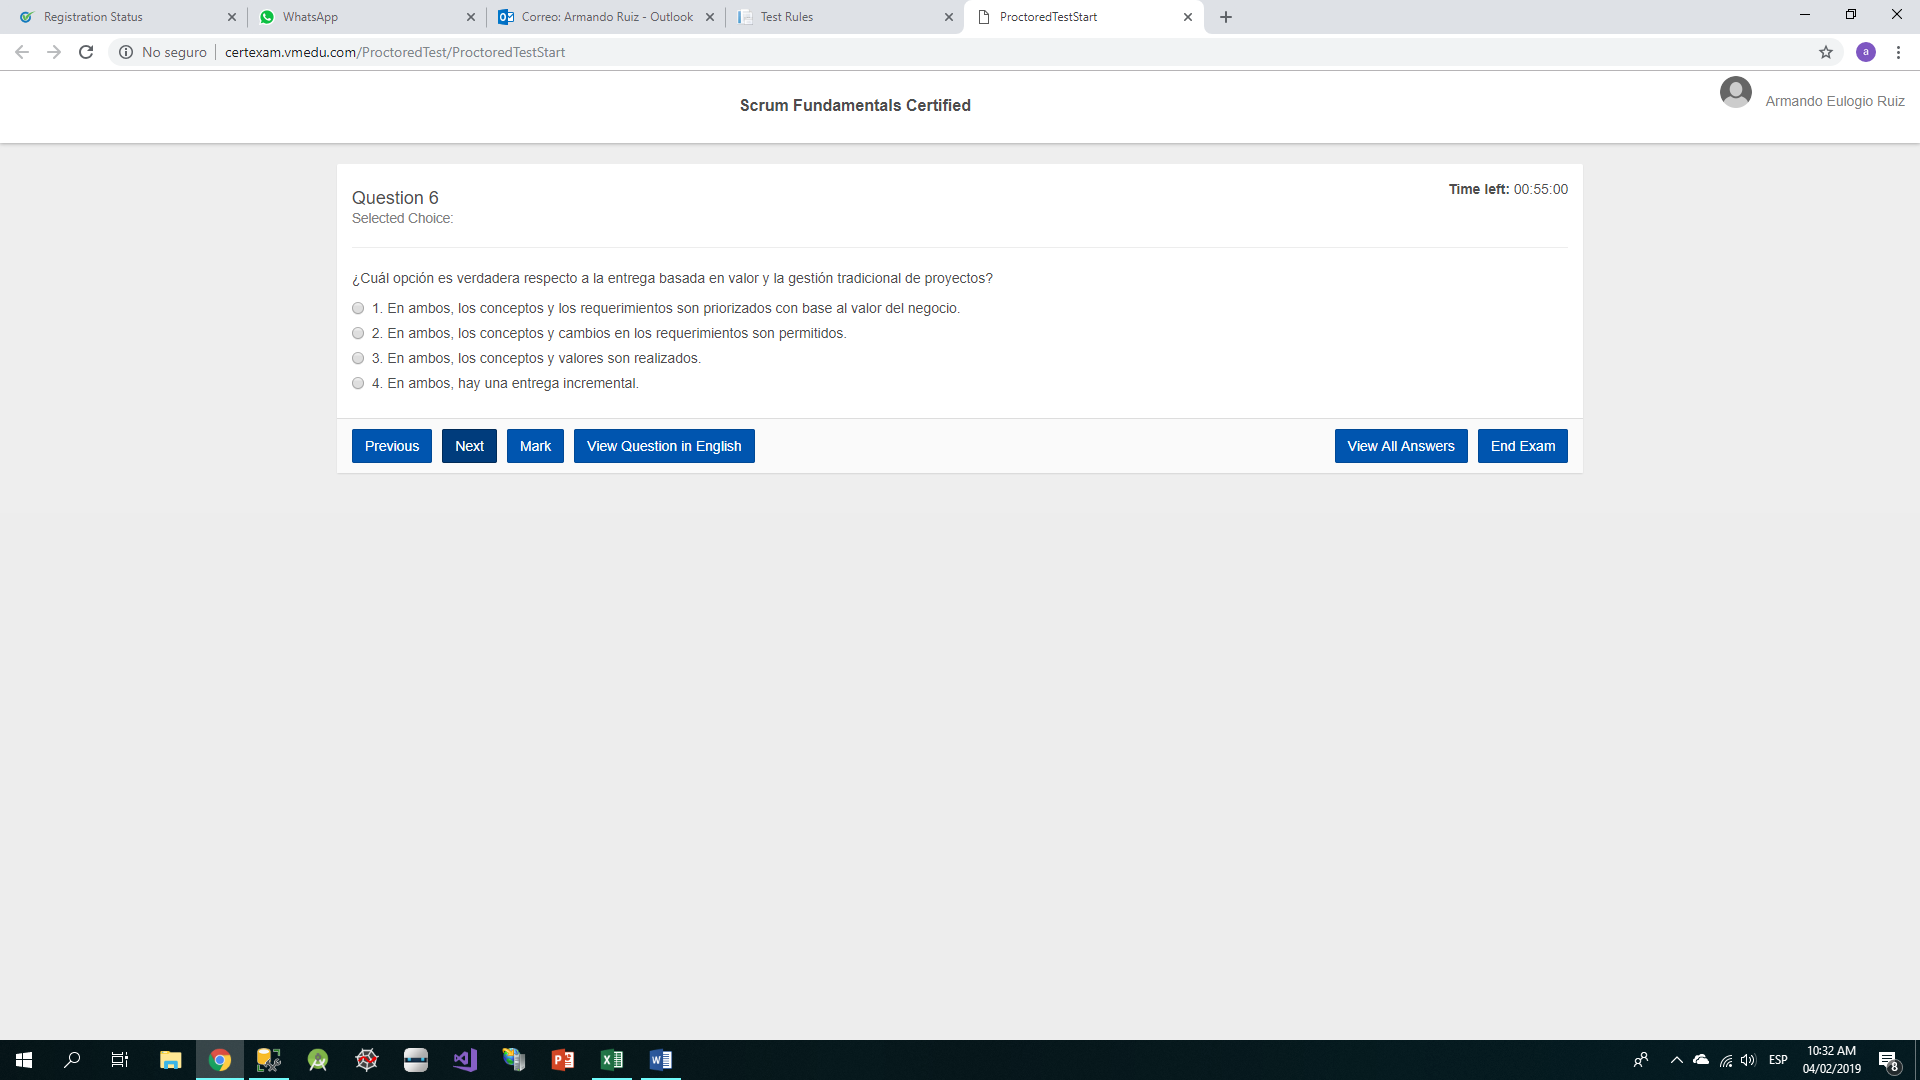 Registration Status
WhatsApp
Correo: Armando Ruiz - Outlook
Test Rules
ProctoredTestStart
No seguro
certexam.vmedu.com/ProctoredTest/ProctoredTestStart
a
Scrum Fundamentals Certified
Armando Eulogio Ruiz
Question 6
Time left: 00:55:00
Selected Choice:
¿Cuál opción es verdadera respecto a la entrega basada en valor y la gestión tradicional de proyectos?
1. En ambos, los conceptos y los requerimientos son priorizados con base al valor del negocio.
2. En ambos, los conceptos y cambios en los requerimientos son permitidos.
3. En ambos, los conceptos y valores son realizados.
4. En ambos, hay una entrega incremental.
Previous
Next
Mark
View Question in English
View All Answers
End Exam
ESP
10:32 AM
04/02/2019
8